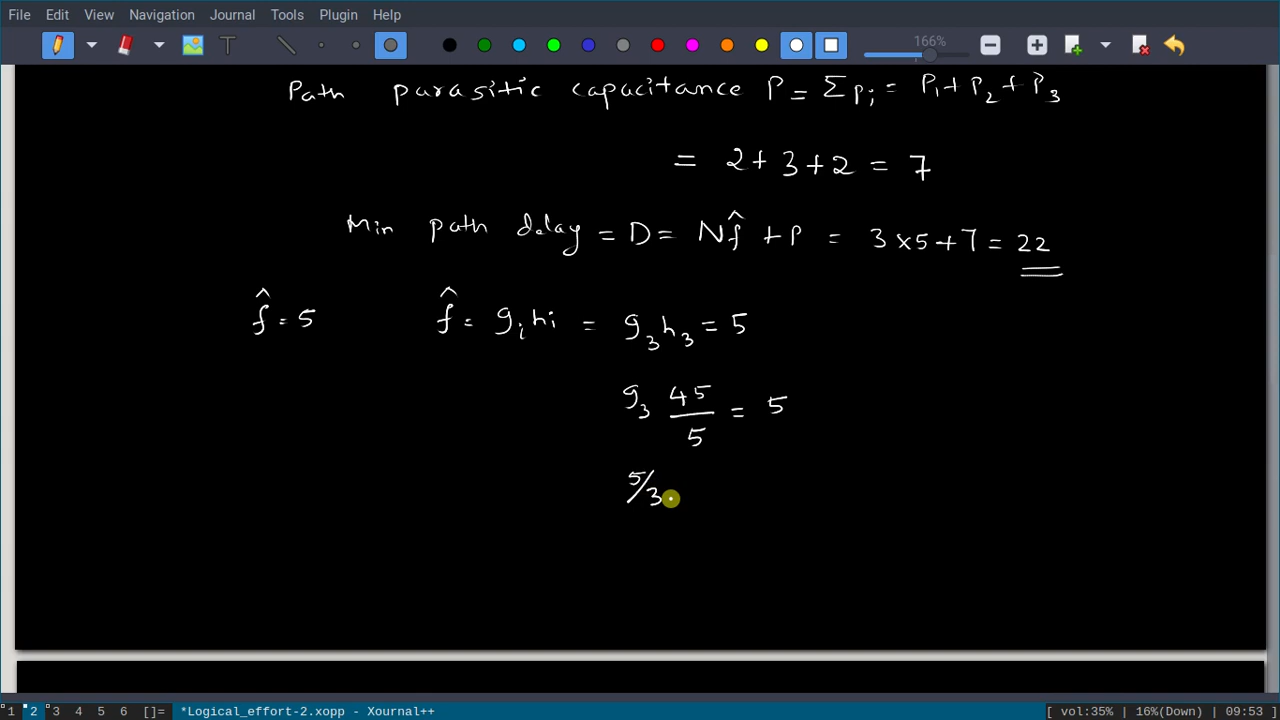 File Edit View Navigation Journal Tools Plugin Help
166%
Path parasitic capacitance P = Σpᵢ = P₁ + P₂ + P₃
= 2 + 3 + 2 = 7
Min path delay = D = Nf̂ + P = 3 × 5 + 7 = 22
f̂ = 5 f̂ = gᵢhi = g₃h₃ = 5
g₃ 45/5 = 5
5/3
1 2 3 4 5 6 []= *Logical_effort-2.xopp - Xournal++ [ vol:35% | 16%(Down) | 09:53 ]